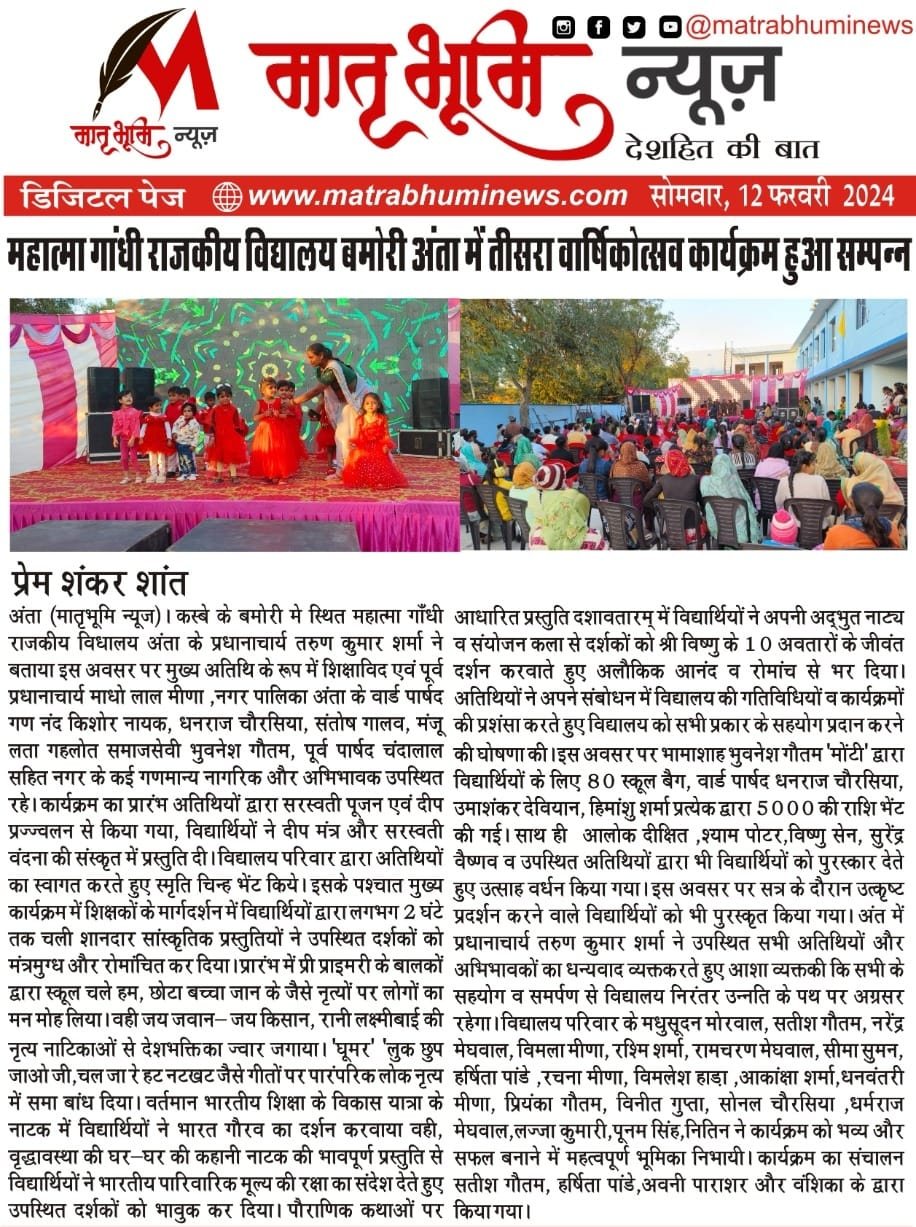 @matrabhuminews
मातृभूमि न्यूज़
मातृभूमि न्यूज़
देशहित की बात
डिजिटल पेज www.matrabhuminews.com सोमवार, 12 फरवरी 2024
महात्मा गांधी राजकीय विद्यालय बमोरी अंता में तीसरा वार्षिकोत्सव कार्यक्रम हुआ सम्पन्न
प्रेम शंकर शांत
अंता (मातृभूमि न्यूज)। कस्बे के बमोरी मे स्थित महात्मा गाँधी
राजकीय विधालय अंता के प्रधानाचार्य तरुण कुमार शर्मा ने
बताया इस अवसर पर मुख्य अतिथि के रूप में शिक्षाविद एवं पूर्व
प्रधानाचार्य माधो लाल मीणा ,नगर पालिका अंता के वार्ड पार्षद
गण नंद किशोर नायक, धनराज चौरसिया, संतोष गालव, मंजू
लता गहलोत समाजसेवी भुवनेश गौतम, पूर्व पार्षद चंदालाल
सहित नगर के कई गणमान्य नागरिक और अभिभावक उपस्थित
रहे। कार्यक्रम का प्रारंभ अतिथियों द्वारा सरस्वती पूजन एवं दीप
प्रज्ज्वलन से किया गया, विद्यार्थियों ने दीप मंत्र और सरस्वती
वंदना की संस्कृत में प्रस्तुति दी। विद्यालय परिवार द्वारा अतिथियों
का स्वागत करते हुए स्मृति चिन्ह भेंट किये। इसके पश्चात मुख्य
कार्यक्रम में शिक्षकों के मार्गदर्शन में विद्यार्थियों द्वारा लगभग 2 घंटे
तक चली शानदार सांस्कृतिक प्रस्तुतियों ने उपस्थित दर्शकों को
मंत्रमुग्ध और रोमांचित कर दिया। प्रारंभ में प्री प्राइमरी के बालकों
द्वारा स्कूल चले हम, छोटा बच्चा जान के जैसे नृत्यों पर लोगों का
मन मोह लिया। वही जय जवान– जय किसान, रानी लक्ष्मीबाई की
नृत्य नाटिकाओं से देशभक्ति का ज्वार जगाया। 'घूमर' 'लुक छुप
जाओ जी,चल जा रे हट नटखट जैसे गीतों पर पारंपरिक लोक नृत्य
में समा बांध दिया। वर्तमान भारतीय शिक्षा के विकास यात्रा के
नाटक में विद्यार्थियों ने भारत गौरव का दर्शन करवाया वही,
वृद्धावस्था की घर–घर की कहानी नाटक की भावपूर्ण प्रस्तुति से
विद्यार्थियों ने भारतीय पारिवारिक मूल्य की रक्षा का संदेश देते हुए
उपस्थित दर्शकों को भावुक कर दिया। पौराणिक कथाओं पर
आधारित प्रस्तुति दशावतारम् में विद्यार्थियों ने अपनी अद्भुत नाट्य
व संयोजन कला से दर्शकों को श्री विष्णु के 10 अवतारों के जीवंत
दर्शन करवाते हुए अलौकिक आनंद व रोमांच से भर दिया।
अतिथियों ने अपने संबोधन में विद्यालय की गतिविधियों व कार्यक्रमों
की प्रशंसा करते हुए विद्यालय को सभी प्रकार के सहयोग प्रदान करने
की घोषणा की। इस अवसर पर भामाशाह भुवनेश गौतम 'मोंटी' द्वारा
विद्यार्थियों के लिए 80 स्कूल बैग, वार्ड पार्षद धनराज चौरसिया,
उमाशंकर देवियान, हिमांशु शर्मा प्रत्येक द्वारा 5000 की राशि भेंट
की गई। साथ ही आलोक दीक्षित ,श्याम पोटर,विष्णु सेन, सुरेंद्र
वैष्णव व उपस्थित अतिथियों द्वारा भी विद्यार्थियों को पुरस्कार देते
हुए उत्साह वर्धन किया गया। इस अवसर पर सत्र के दौरान उत्कृष्ट
प्रदर्शन करने वाले विद्यार्थियों को भी पुरस्कृत किया गया। अंत में
प्रधानाचार्य तरुण कुमार शर्मा ने उपस्थित सभी अतिथियों और
अभिभावकों का धन्यवाद व्यक्तकरते हुए आशा व्यक्तकी कि सभी के
सहयोग व समर्पण से विद्यालय निरंतर उन्नति के पथ पर अग्रसर
रहेगा। विद्यालय परिवार के मधुसूदन मोरवाल, सतीश गौतम, नरेंद्र
मेघवाल, विमला मीणा, रश्मि शर्मा, रामचरण मेघवाल, सीमा सुमन,
हर्षिता पांडे ,रचना मीणा, विमलेश हाडा ,आकांक्षा शर्मा,धनवंतरी
मीणा, प्रियंका गौतम, विनीत गुप्ता, सोनल चौरसिया ,धर्मराज
मेघवाल,लज्जा कुमारी,पूनम सिंह,नितिन ने कार्यक्रम को भव्य और
सफल बनाने में महत्वपूर्ण भूमिका निभायी। कार्यक्रम का संचालन
सतीश गौतम, हर्षिता पांडे,अवनी पाराशर और वंशिका के द्वारा
किया गया।